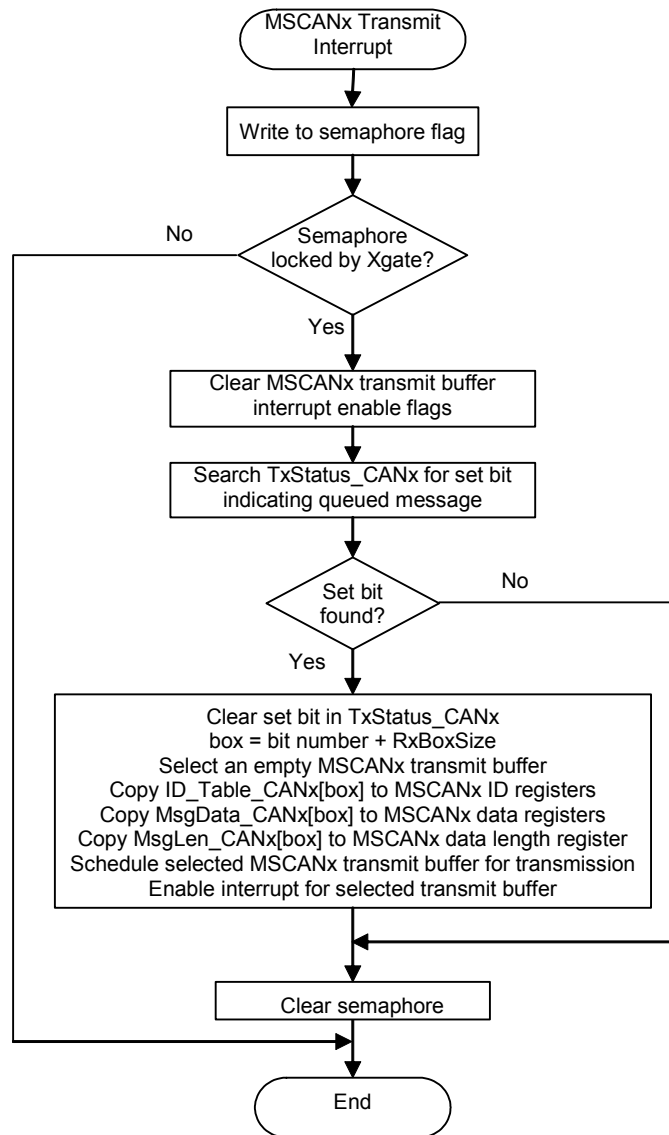 MSCANx Transmit
Interrupt
Write to semaphore flag
No
Semaphore
locked by Xgate?
Yes
Clear MSCANx transmit buffer
interrupt enable flags
Search TxStatus_CANx for set bit
indicating queued message
No
Set bit
found?
Yes
Clear set bit in TxStatus_CANx
box = bit number + RxBoxSize
Select an empty MSCANx transmit buffer
Copy ID_Table_CANx[box] to MSCANx ID registers
Copy MsgData_CANx[box] to MSCANx data registers
Copy MsgLen_CANx[box] to MSCANx data length register
Schedule selected MSCANx transmit buffer for transmission
Enable interrupt for selected transmit buffer
Clear semaphore
End